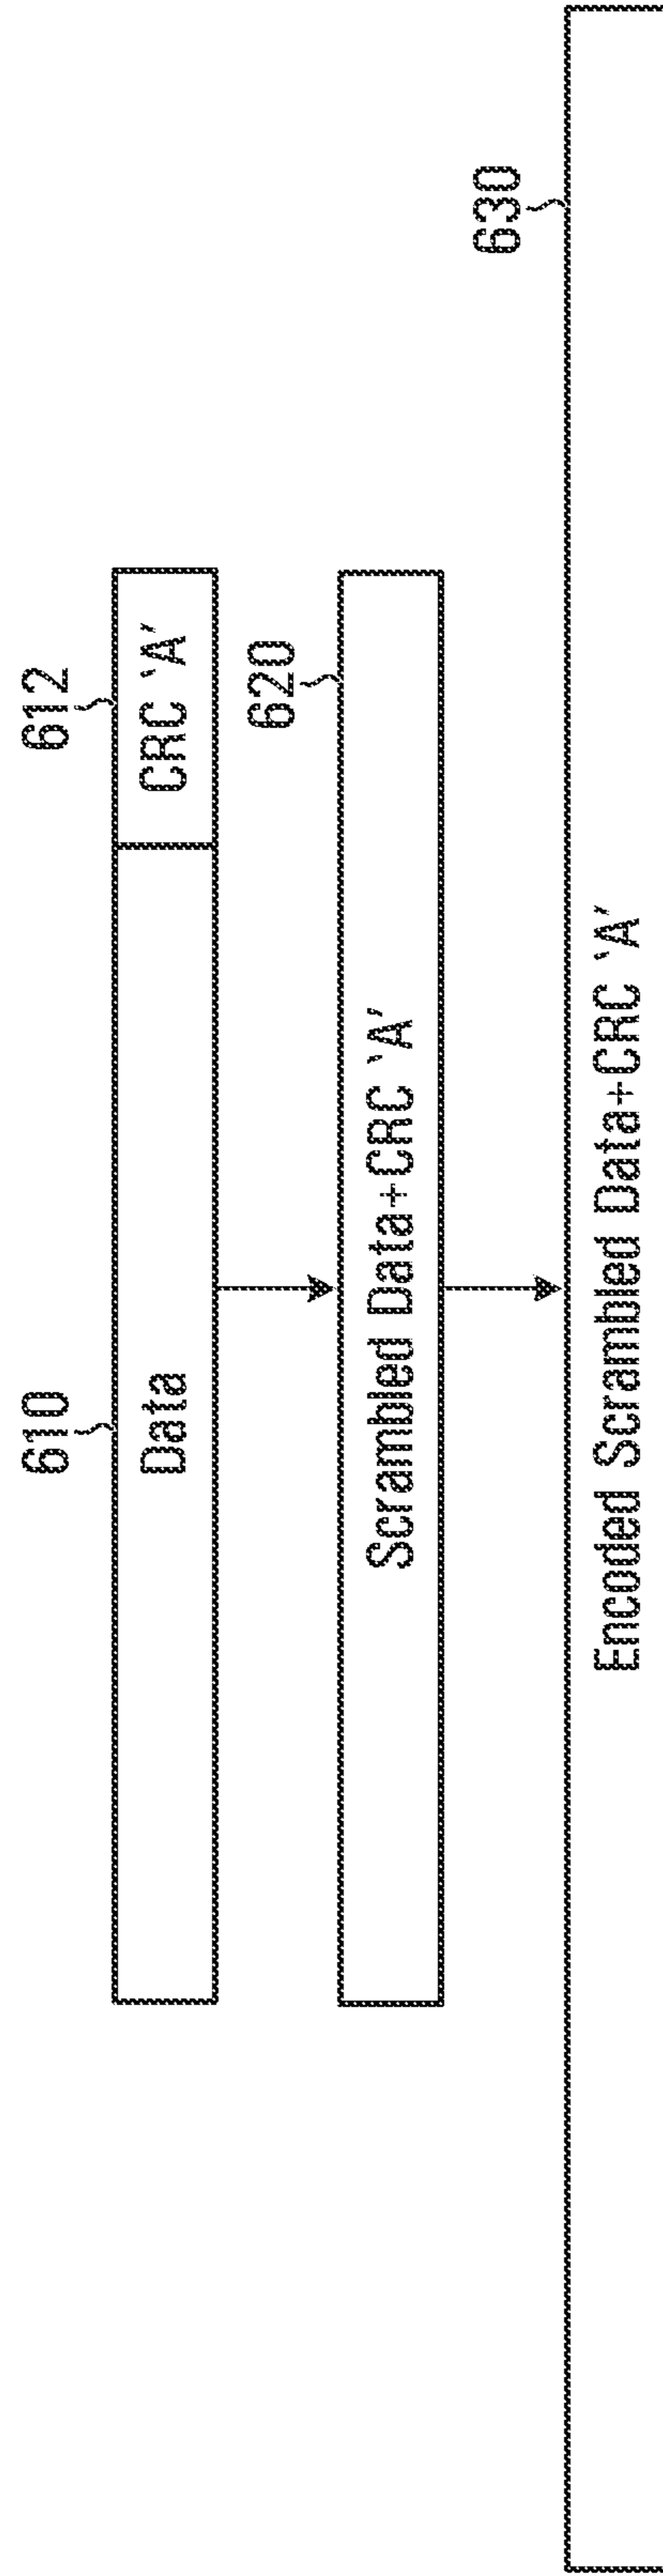 610
612
Data
CRC 'A'
620
Scrambled Data+CRC 'A'
630
Encoded Scrambled Data+CRC 'A'